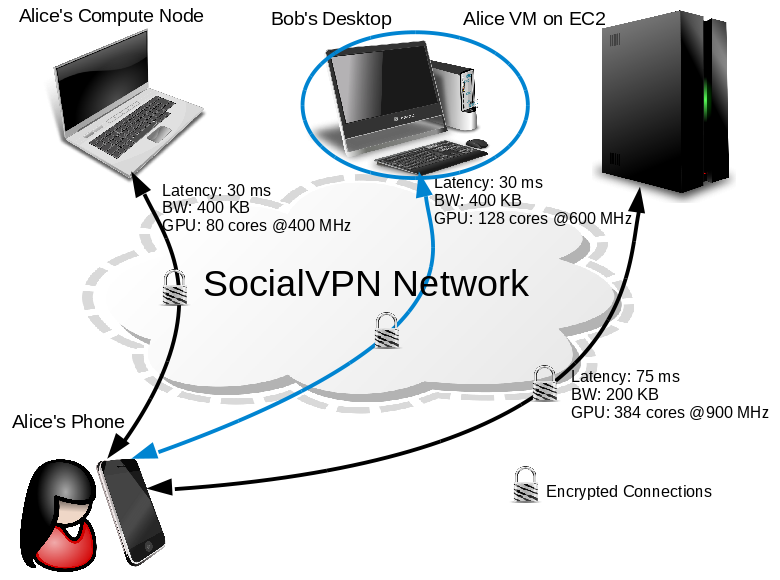 Alice's Compute Node
Bob's Desktop
Alice VM on EC2
Latency: 30 ms
BW: 400 KB
GPU: 80 cores @400 MHz
Latency: 30 ms
BW: 400 KB
GPU: 128 cores @600 MHz
SocialVPN Network
Latency: 75 ms
BW: 200 KB
GPU: 384 cores @900 MHz
Alice's Phone
Encrypted Connections